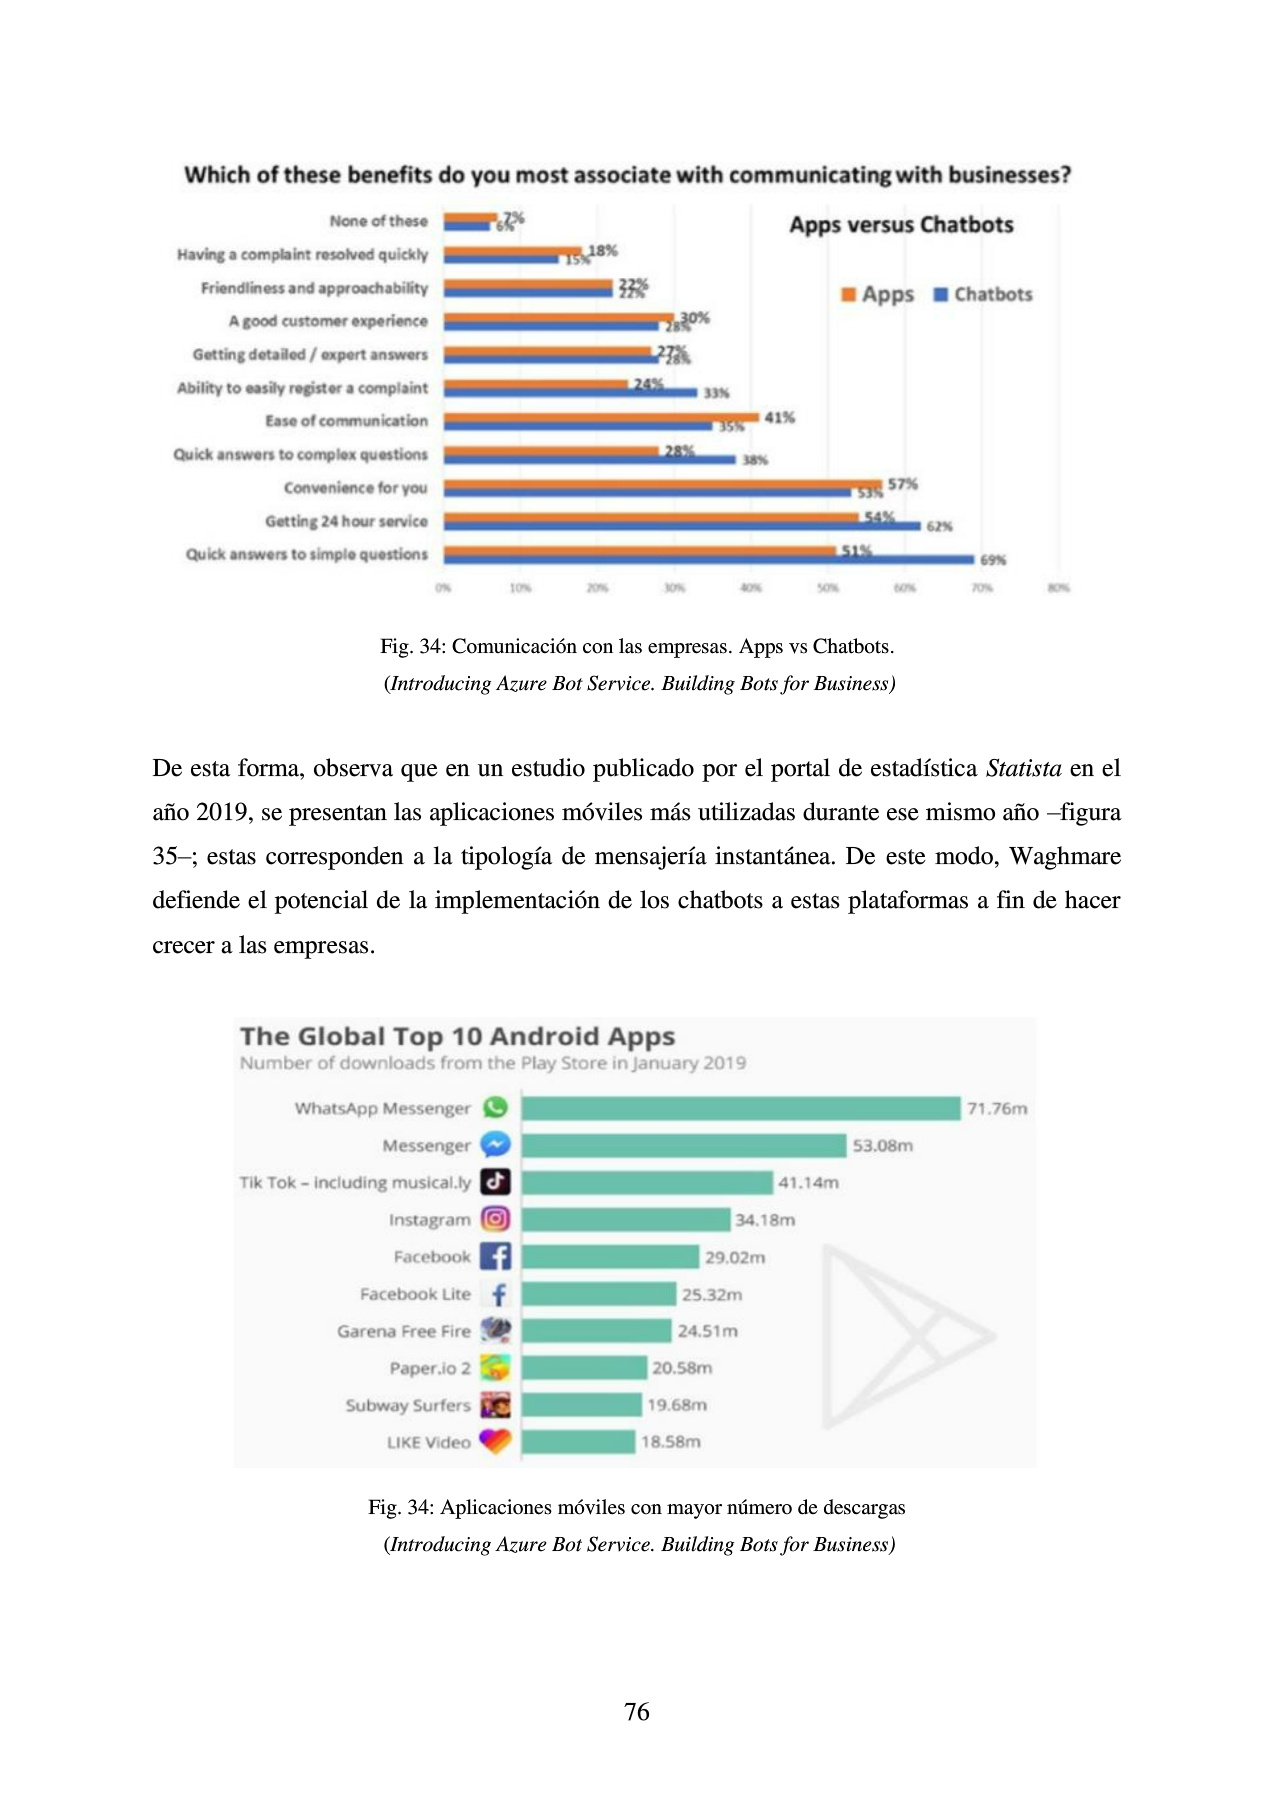 Which of these benefits do you most associate with communicating with businesses?
Apps versus Chatbots
Apps Chatbots
None of these 7% 6%
Having a complaint resolved quickly 18% 15%
Friendliness and approachability 22% 22%
A good customer experience 30% 28%
Getting detailed / expert answers 27% 28%
Ability to easily register a complaint 24% 33%
Ease of communication 41% 35%
Quick answers to complex questions 28% 38%
Convenience for you 57% 53%
Getting 24 hour service 54% 62%
Quick answers to simple questions 51% 69%
0% 10% 20% 30% 40% 50% 60% 70% 80%
Fig. 34: Comunicación con las empresas. Apps vs Chatbots.
(Introducing Azure Bot Service. Building Bots for Business)
De esta forma, observa que en un estudio publicado por el portal de estadística Statista en el
año 2019, se presentan las aplicaciones móviles más utilizadas durante ese mismo año –figura
35–; estas corresponden a la tipología de mensajería instantánea. De este modo, Waghmare
defiende el potencial de la implementación de los chatbots a estas plataformas a fin de hacer
crecer a las empresas.
The Global Top 10 Android Apps
Number of downloads from the Play Store in January 2019
WhatsApp Messenger 71.76m
Messenger 53.08m
Tik Tok – including musical.ly 41.14m
Instagram 34.18m
Facebook 29.02m
Facebook Lite 25.32m
Garena Free Fire 24.51m
Paper.io 2 20.58m
Subway Surfers 19.68m
LIKE Video 18.58m
Fig. 34: Aplicaciones móviles con mayor número de descargas
(Introducing Azure Bot Service. Building Bots for Business)
76